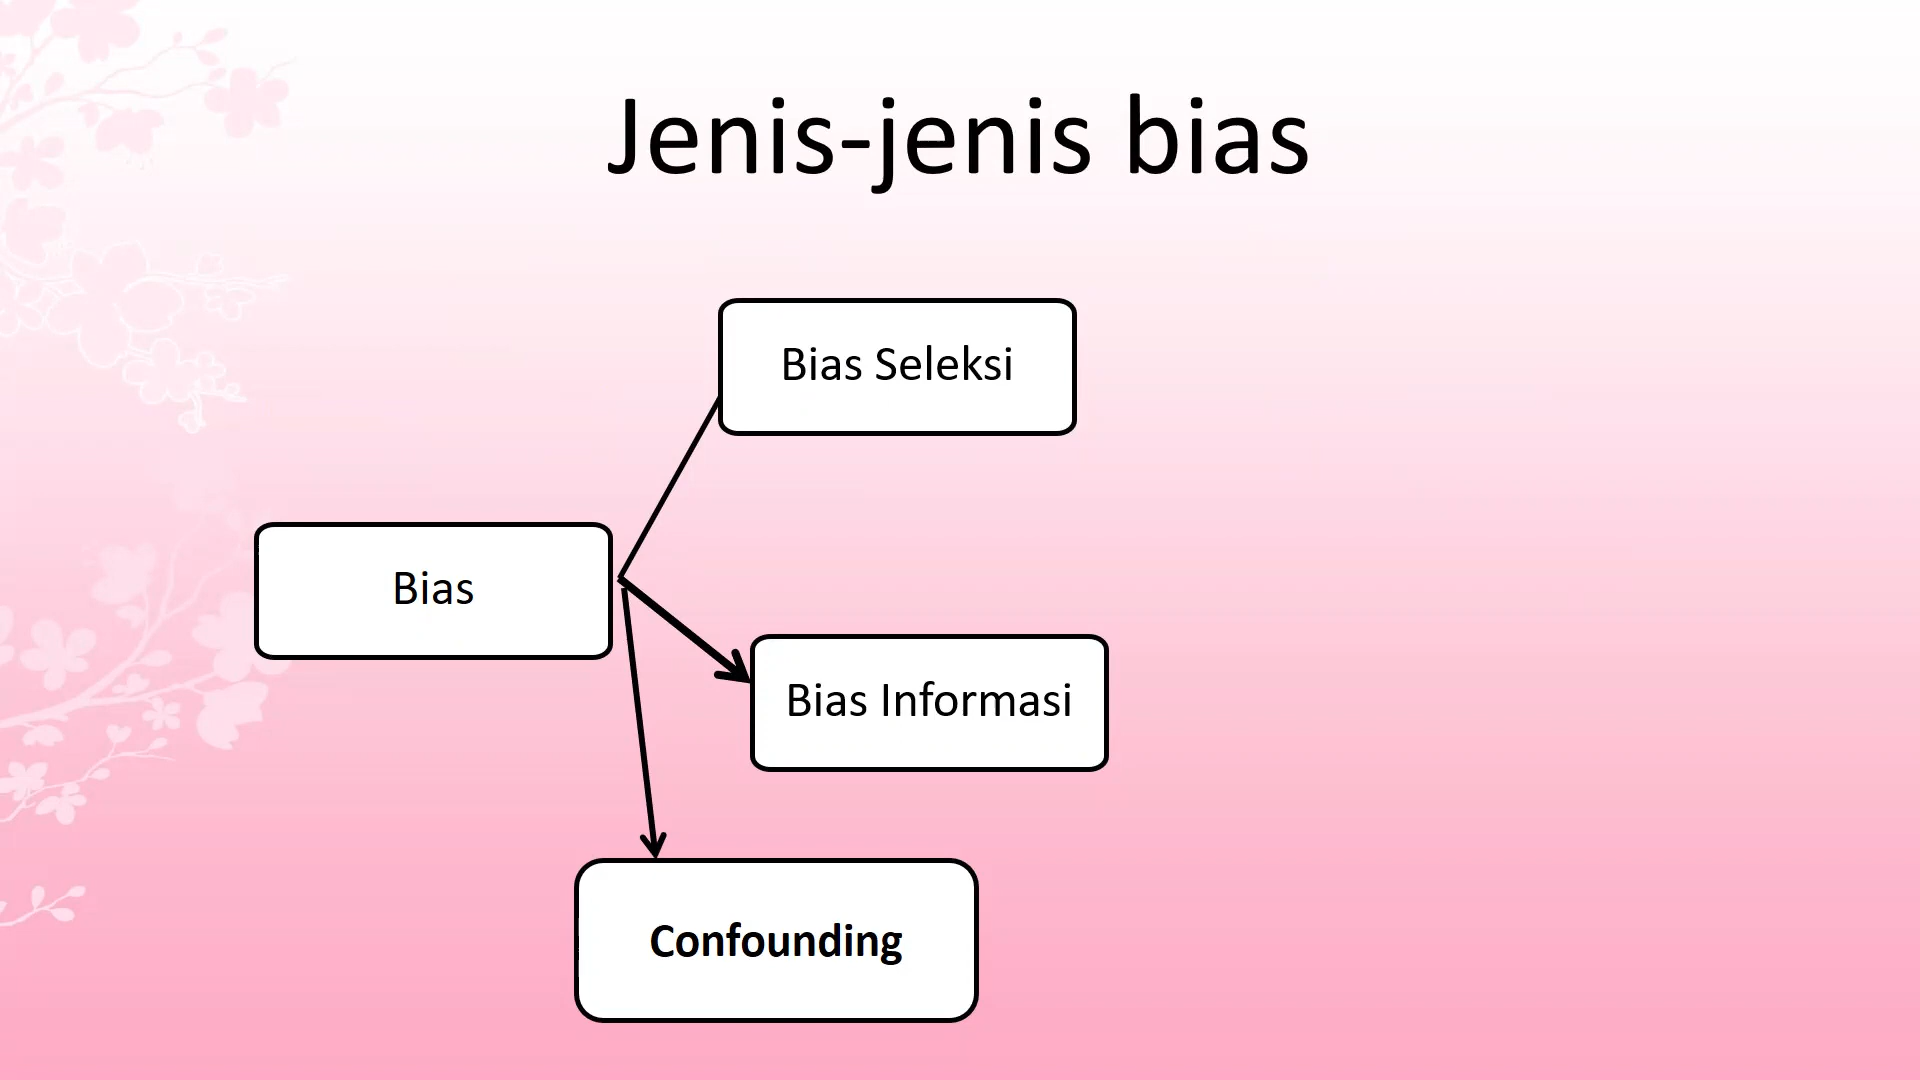 Jenis-jenis bias
Bias Seleksi
Bias
Bias Informasi
Confounding